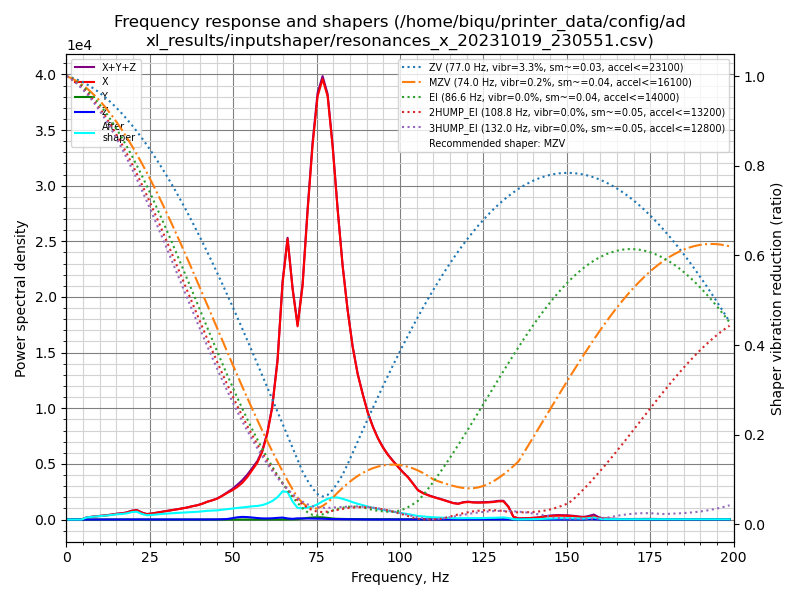 Frequency response and shapers (/home/biqu/printer_data/config/ad
xl_results/inputshaper/resonances_x_20231019_230551.csv)
1e4
X+Y+Z
X
Y
Z
After
shaper
ZV (77.0 Hz, vibr=3.3%, sm~=0.03, accel<=23100)
MZV (74.0 Hz, vibr=0.2%, sm~=0.04, accel<=16100)
EI (86.6 Hz, vibr=0.0%, sm~=0.04, accel<=14000)
2HUMP_EI (108.8 Hz, vibr=0.0%, sm~=0.05, accel<=13200)
3HUMP_EI (132.0 Hz, vibr=0.0%, sm~=0.05, accel<=12800)
Recommended shaper: MZV
4.0
3.5
3.0
2.5
2.0
1.5
1.0
0.5
0.0
Power spectral density
1.0
0.8
0.6
0.4
0.2
0.0
Shaper vibration reduction (ratio)
0 25 50 75 100 125 150 175 200
Frequency, Hz